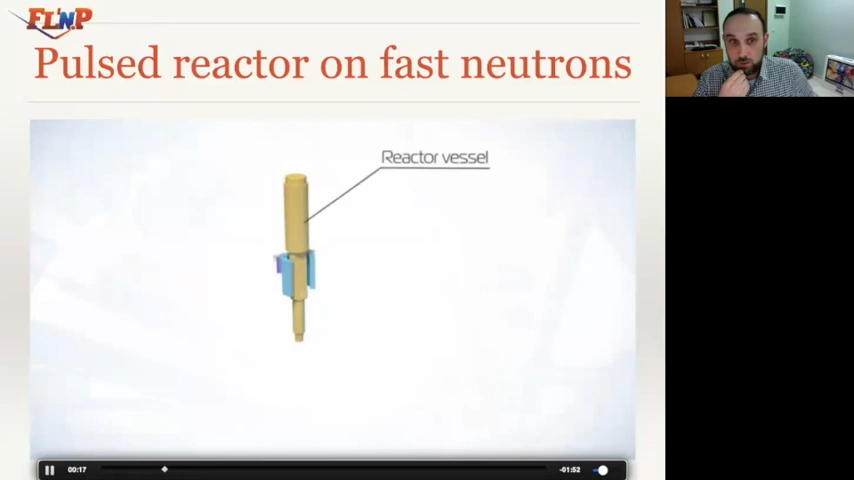 FLNP
Pulsed reactor on fast neutrons
Reactor vessel
00:17
-01:52